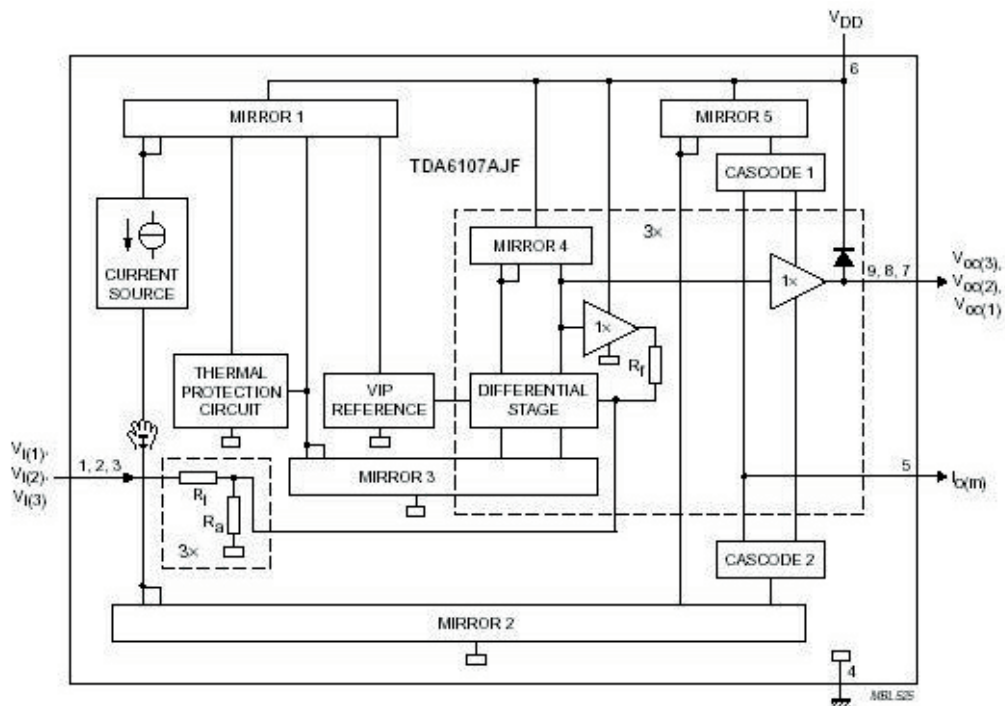 VDD
6
MIRROR 1
MIRROR 5
TDA6107AJF
CASCODE 1
3×
MIRROR 4
CURRENT
SOURCE
1×
9, 8, 7
Voc(3),
Voc(2),
Voc(1)
1×
Rf
THERMAL
PROTECTION
CIRCUIT
VIP
REFERENCE
DIFFERENTIAL
STAGE
VI(1),
VI(2),
VI(3)
1, 2, 3
MIRROR 3
5
Io(m)
Ri
Ra
3×
CASCODE 2
MIRROR 2
4
MBL525